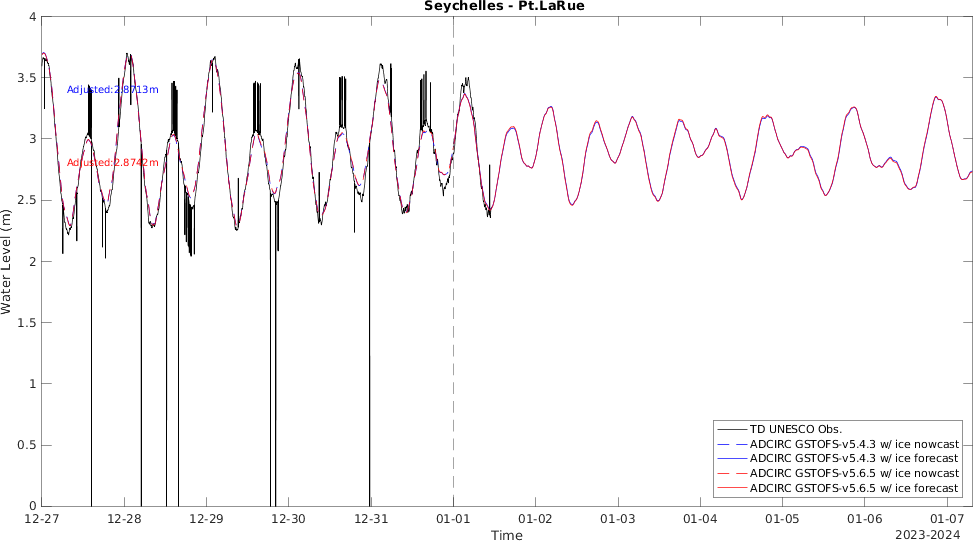 Seychelles - Pt.LaRue
Water Level (m)
4
3.5
3
2.5
2
1.5
1
0.5
0
Adjusted:2.8713m
Adjusted:2.8742m
TD UNESCO Obs.
ADCIRC GSTOFS-v5.4.3 w/ ice nowcast
ADCIRC GSTOFS-v5.4.3 w/ ice forecast
ADCIRC GSTOFS-v5.6.5 w/ ice nowcast
ADCIRC GSTOFS-v5.6.5 w/ ice forecast
12-27 12-28 12-29 12-30 12-31 01-01 01-02 01-03 01-04 01-05 01-06 01-07
Time
2023-2024